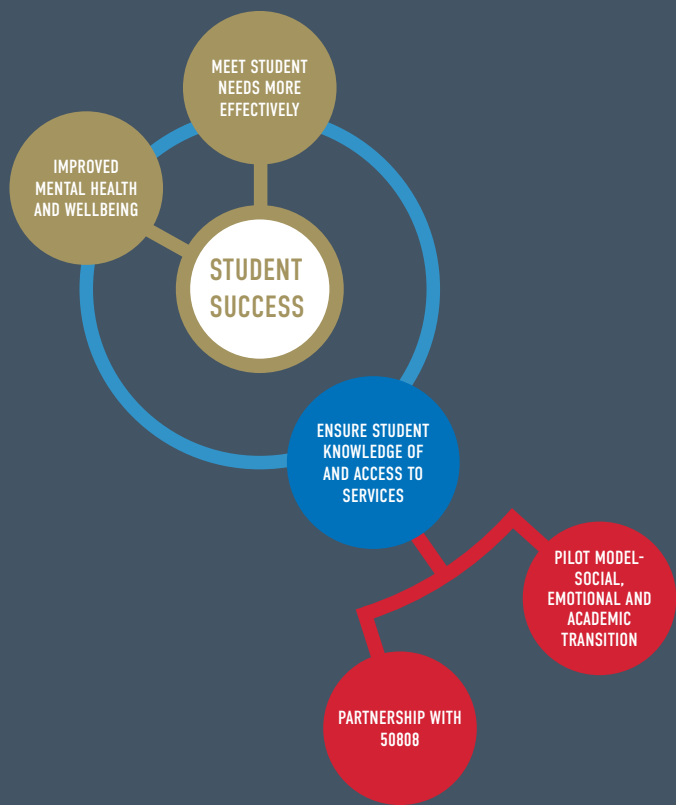 MEET STUDENT
NEEDS MORE
EFFECTIVELY
IMPROVED
MENTAL HEALTH
AND WELLBEING
STUDENT
SUCCESS
ENSURE STUDENT
KNOWLEDGE OF
AND ACCESS TO
SERVICES
PILOT MODEL-
SOCIAL,
EMOTIONAL AND
ACADEMIC
TRANSITION
PARTNERSHIP WITH
50808